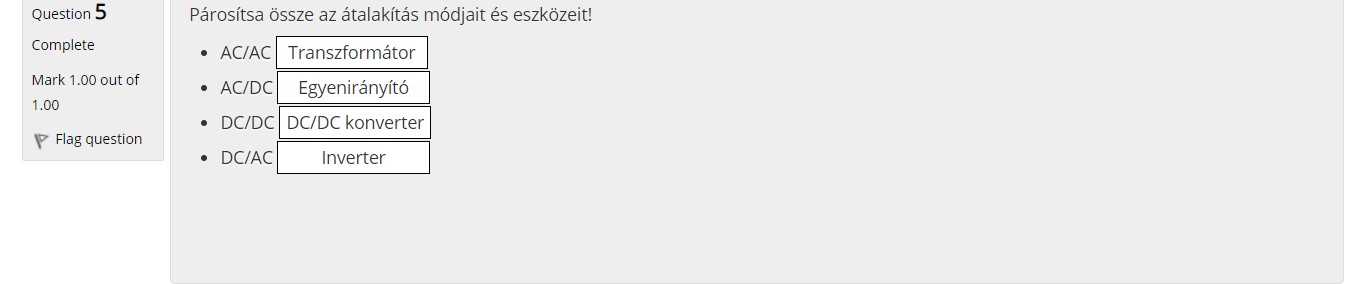 Question 5
Complete
Mark 1.00 out of
1.00
Flag question
Párosítsa össze az átalakítás módjait és eszközeit!
AC/AC Transzformátor
AC/DC Egyenirányító
DC/DC DC/DC konverter
DC/AC Inverter